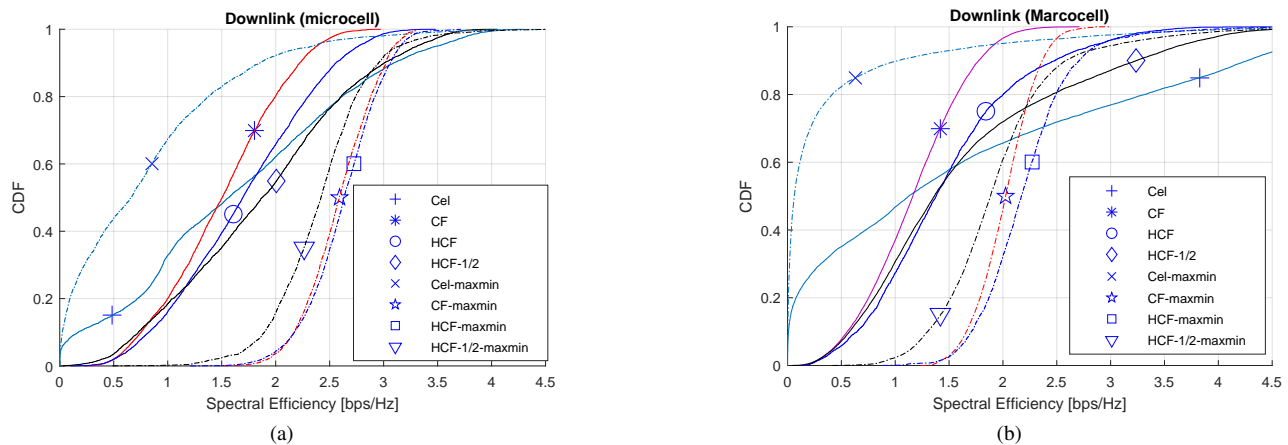 Downlink (microcell)
1
0.8
0.6
0.4
0.2
0
CDF
0 0.5 1 1.5 2 2.5 3 3.5 4 4.5
Spectral Efficiency [bps/Hz]
Cel
CF
HCF
HCF-1/2
Cel-maxmin
CF-maxmin
HCF-maxmin
HCF-1/2-maxmin
(a)
Downlink (Marcocell)
1
0.8
0.6
0.4
0.2
0
CDF
0 0.5 1 1.5 2 2.5 3 3.5 4 4.5
Spectral Efficiency [bps/Hz]
Cel
CF
HCF
HCF-1/2
Cel-maxmin
CF-maxmin
HCF-maxmin
HCF-1/2-maxmin
(b)